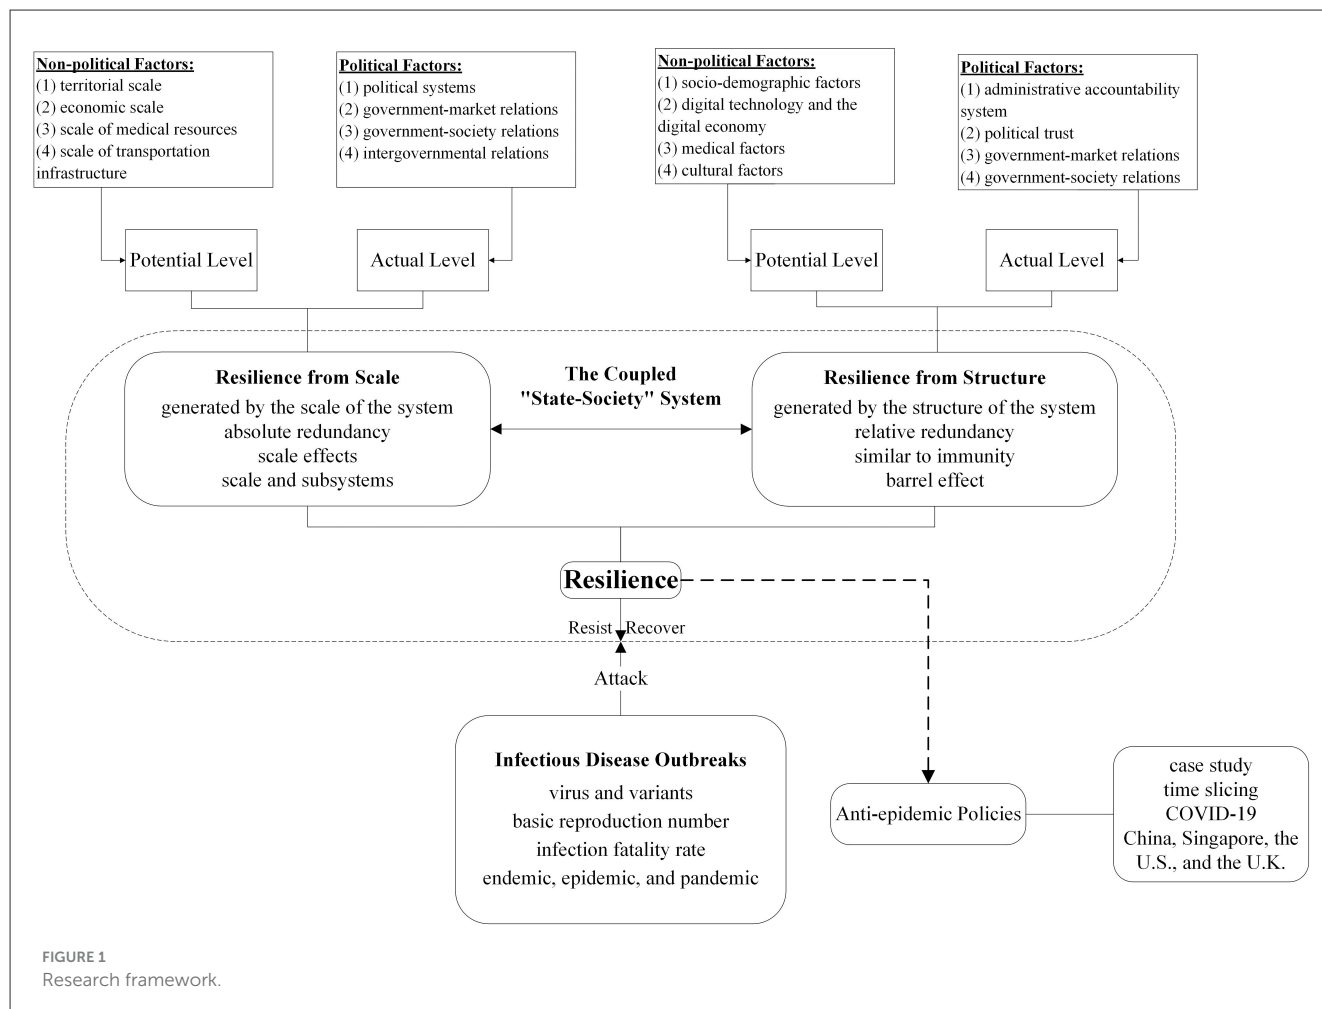 Non-political Factors:
(1) territorial scale
(2) economic scale
(3) scale of medical resources
(4) scale of transportation
infrastructure
Political Factors:
(1) political systems
(2) government-market relations
(3) government-society relations
(4) intergovernmental relations
Non-political Factors:
(1) socio-demographic factors
(2) digital technology and the
digital economy
(3) medical factors
(4) cultural factors
Political Factors:
(1) administrative accountability
system
(2) political trust
(3) government-market relations
(4) government-society relations
Potential Level
Actual Level
Potential Level
Actual Level
Resilience from Scale
generated by the scale of the system
absolute redundancy
scale effects
scale and subsystems
The Coupled
"State-Society" System
Resilience from Structure
generated by the structure of the system
relative redundancy
similar to immunity
barrel effect
Resilience
Resist Recover
Attack
Infectious Disease Outbreaks
virus and variants
basic reproduction number
infection fatality rate
endemic, epidemic, and pandemic
Anti-epidemic Policies
case study
time slicing
COVID-19
China, Singapore, the
U.S., and the U.K.
FIGURE 1
Research framework.